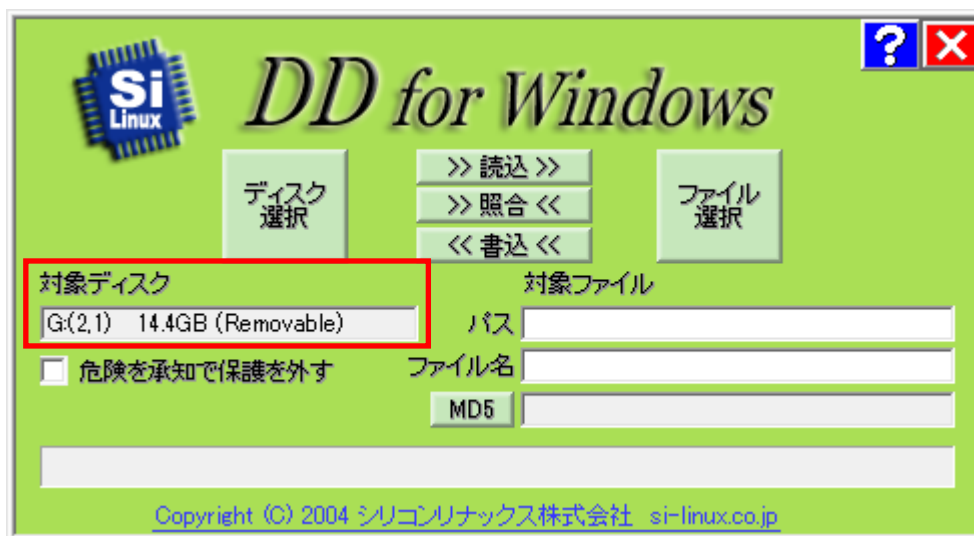 Si
Linux
DD for Windows
?
ディスク
選択
>> 読込 >>
>> 照合 <<
<< 書込 <<
ファイル
選択
対象ディスク
G:(2,1) 14.4GB (Removable)
危険を承知で保護を外す
対象ファイル
パス
ファイル名
MD5
Copyright (C) 2004 シリコンリナックス株式会社 si-linux.co.jp